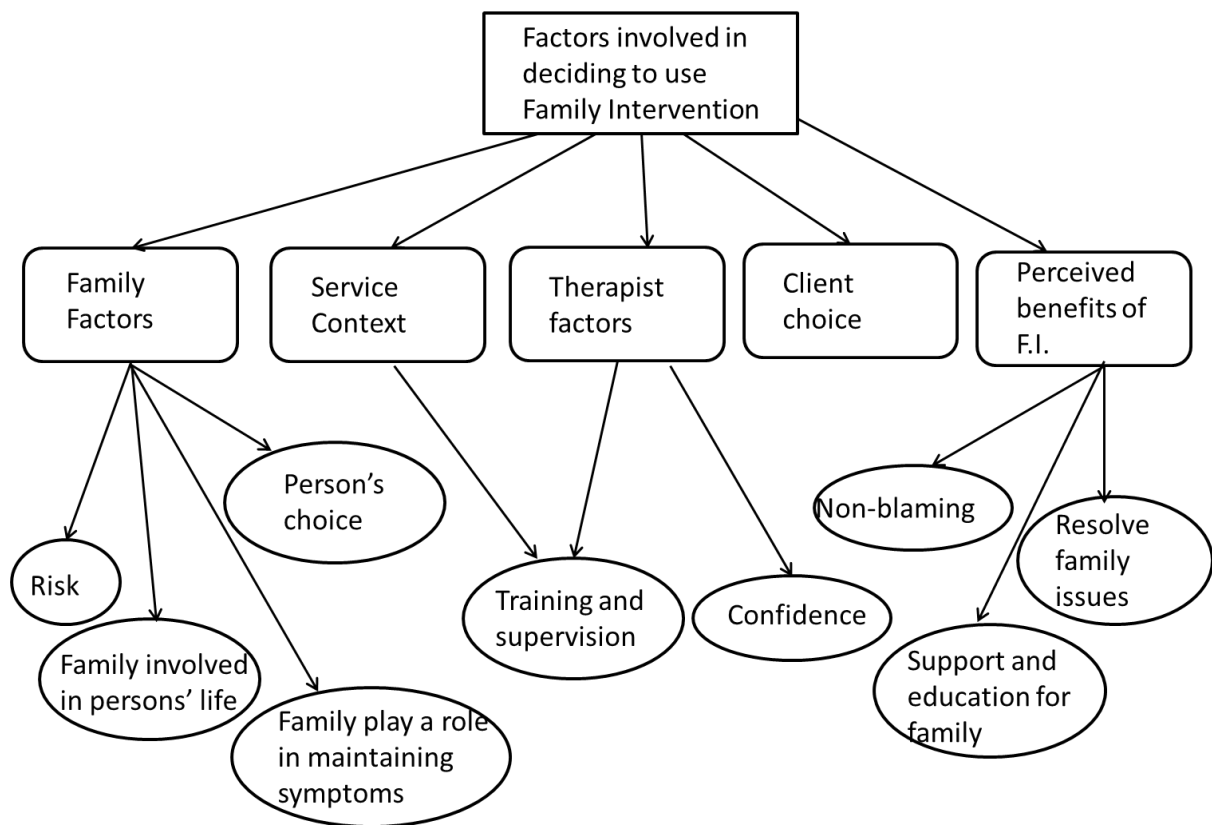 Factors involved in
deciding to use
Family Intervention
Family
Factors
Service
Context
Therapist
factors
Client
choice
Perceived
benefits of
F.I.
Person’s
choice
Risk
Family involved
in persons’ life
Family play a role
in maintaining
symptoms
Training and
supervision
Confidence
Non-blaming
Resolve
family
issues
Support and
education for
family